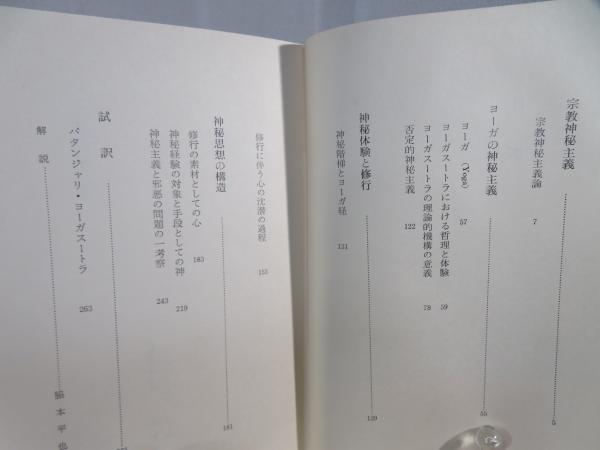 宗教神秘主義 5
宗教神秘主義論 7
ヨーガの神秘主義 55
ヨーガ (Yoga) 57
ヨーガスートラにおける哲理と体験 59
ヨーガスートラの理論的機構の意義 78
否定的神秘主義 122
神秘体験と修行 129
神秘階梯とヨーガ経 131
修行に伴う心の沈潜の過程 153
神秘思想の構造 181
修行の素材としての心 183
神秘経験の対象と手段としての神 219
神秘主義と邪悪の問題の一考察 243
試訳
パタンジャリ・ヨーガスートラ 263
解説 脇本平也